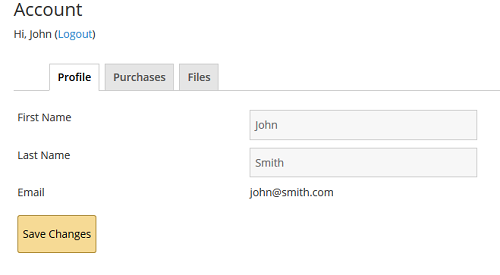 Account
Hi, John (Logout)
Profile Purchases Files
First Name John
Last Name Smith
Email john@smith.com
Save Changes